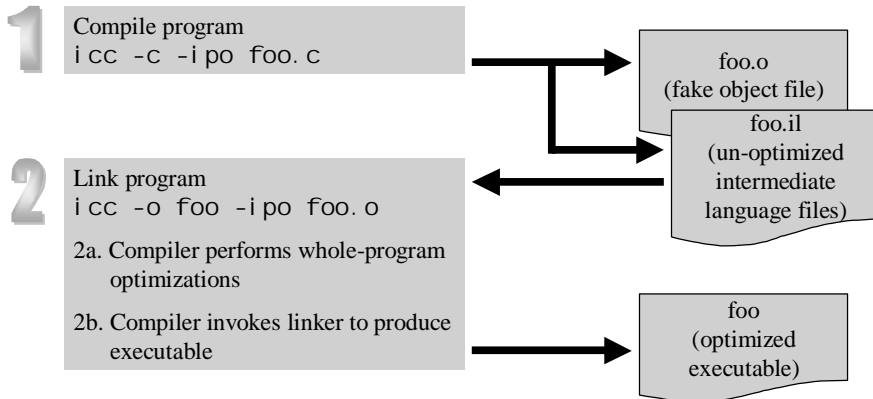 1
Compile program
icc -c -ipo foo.c
foo.o
(fake object file)
foo.il
(un-optimized
intermediate
language files)
2
Link program
icc -o foo -ipo foo.o
2a. Compiler performs whole-program
optimizations
2b. Compiler invokes linker to produce
executable
foo
(optimized
executable)